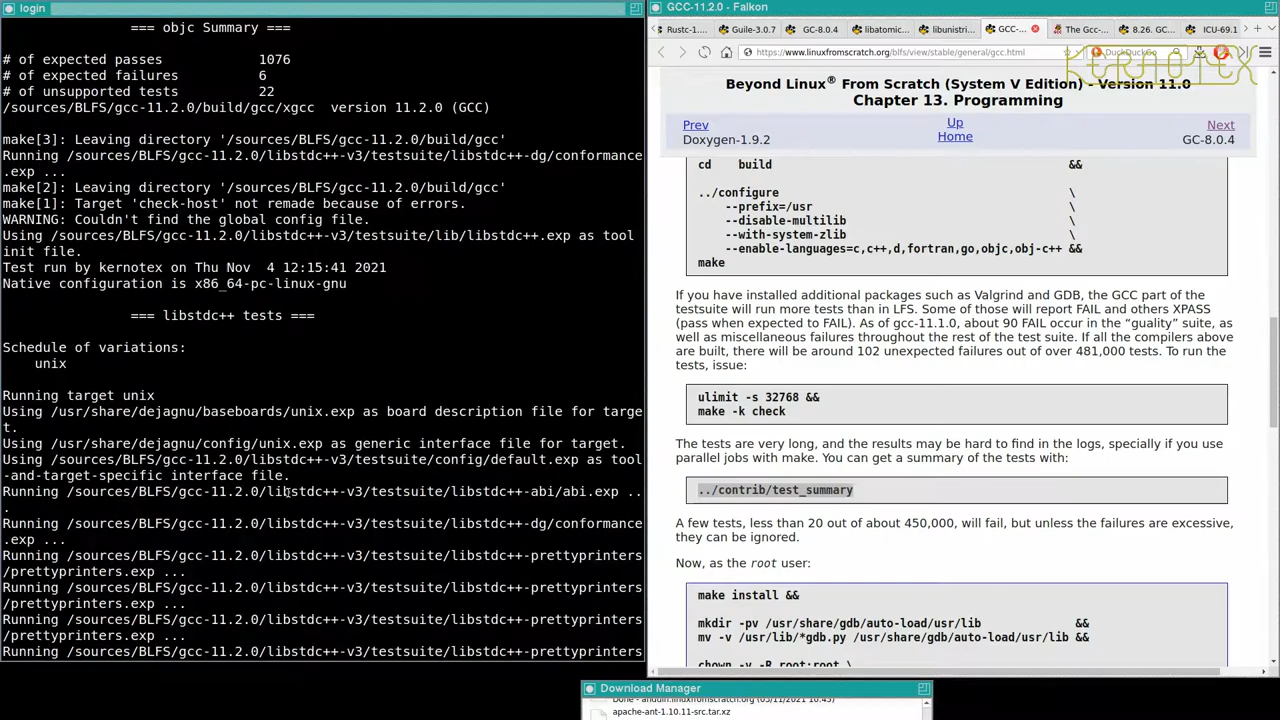 login
=== objc Summary ===
# of expected passes 1076
# of expected failures 6
# of unsupported tests 22
/sources/BLFS/gcc-11.2.0/build/gcc/xgcc version 11.2.0 (GCC)
make[3]: Leaving directory '/sources/BLFS/gcc-11.2.0/build/gcc'
Running /sources/BLFS/gcc-11.2.0/libstdc++-v3/testsuite/libstdc++-dg/conformance
.exp ...
make[2]: Leaving directory '/sources/BLFS/gcc-11.2.0/build/gcc'
make[1]: Target 'check-host' not remade because of errors.
WARNING: Couldn't find the global config file.
Using /sources/BLFS/gcc-11.2.0/libstdc++-v3/testsuite/lib/libstdc++.exp as tool
init file.
Test run by kernotex on Thu Nov  4 12:15:41 2021
Native configuration is x86_64-pc-linux-gnu
=== libstdc++ tests ===
Schedule of variations:
unix
Running target unix
Using /usr/share/dejagnu/baseboards/unix.exp as board description file for targe
t.
Using /usr/share/dejagnu/config/unix.exp as generic interface file for target.
Using /sources/BLFS/gcc-11.2.0/libstdc++-v3/testsuite/config/default.exp as tool
-and-target-specific interface file.
Running /sources/BLFS/gcc-11.2.0/libstdc++-v3/testsuite/libstdc++-abi/abi.exp ..
.
Running /sources/BLFS/gcc-11.2.0/libstdc++-v3/testsuite/libstdc++-dg/conformance
.exp ...
Running /sources/BLFS/gcc-11.2.0/libstdc++-v3/testsuite/libstdc++-prettyprinters
/prettyprinters.exp ...
Running /sources/BLFS/gcc-11.2.0/libstdc++-v3/testsuite/libstdc++-prettyprinters
/prettyprinters.exp ...
Running /sources/BLFS/gcc-11.2.0/libstdc++-v3/testsuite/libstdc++-prettyprinters
/prettyprinters.exp ...
Running /sources/BLFS/gcc-11.2.0/libstdc++-v3/testsuite/libstdc++-prettyprinters
GCC-11.2.0 - Falkon
Rustc-1.... Guile-3.0.7 GC-8.0.4 libatomic... libunistri... GCC-... The Gcc-... 8.26. GC... ICU-69.1
https://www.linuxfromscratch.org/blfs/view/stable/general/gcc.html DuckDuckGo
KERNOTEX
Beyond Linux® From Scratch (System V Edition) - Version 11.0
Chapter 13. Programming
Prev Up Next
Doxygen-1.9.2 Home GC-8.0.4
cd build &&
../configure \
--prefix=/usr \
--disable-multilib \
--with-system-zlib \
--enable-languages=c,c++,d,fortran,go,objc,obj-c++ &&
make
If you have installed additional packages such as Valgrind and GDB, the GCC part of the
testsuite will run more tests than in LFS. Some of those will report FAIL and others XPASS
(pass when expected to FAIL). As of gcc-11.1.0, about 90 FAIL occur in the “guality” suite, as
well as miscellaneous failures throughout the rest of the test suite. If all the compilers above
are built, there will be around 102 unexpected failures out of over 481,000 tests. To run the
tests, issue:
ulimit -s 32768 &&
make -k check
The tests are very long, and the results may be hard to find in the logs, specially if you use
parallel jobs with make. You can get a summary of the tests with:
../contrib/test_summary
A few tests, less than 20 out of about 450,000, will fail, but unless the failures are excessive,
they can be ignored.
Now, as the root user:
make install &&
mkdir -pv /usr/share/gdb/auto-load/usr/lib &&
mv -v /usr/lib/*gdb.py /usr/share/gdb/auto-load/usr/lib &&
chown -v -R root:root \
Download Manager
Done - anduin.linuxfromscratch.org (03/11/2021 10:45)
apache-ant-1.10.11-src.tar.xz